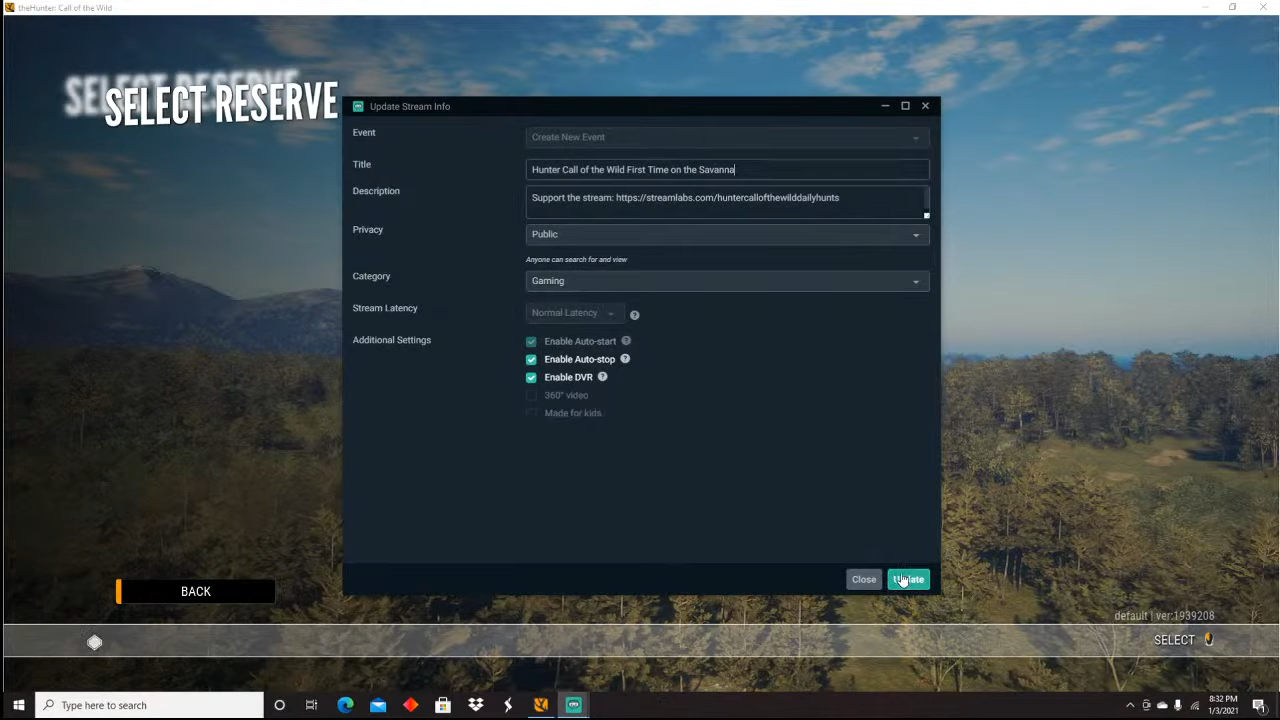 theHunter: Call of the Wild
SELECT RESERVE
Update Stream Info
Event
Create New Event
Title
Hunter Call of the Wild First Time on the Savanna
Description
Support the stream: https://streamlabs.com/huntercallofthewilddailyhunts
Privacy
Public
Anyone can search for and view
Category
Gaming
Stream Latency
Normal Latency
Additional Settings
Enable Auto-start
Enable Auto-stop
Enable DVR
360° video
Made for kids
Close
Update
BACK
default | ver:1939208
SELECT
Type here to search
8:32 PM
1/3/2021